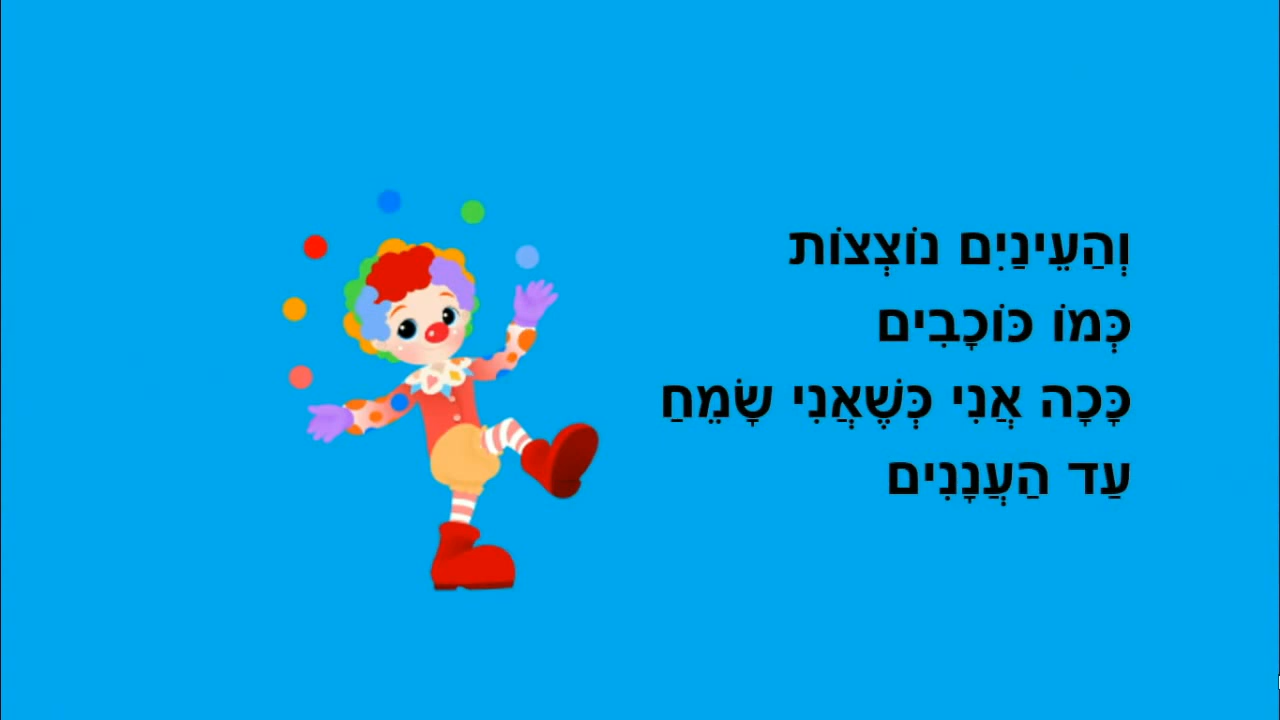 וְהַעֵינַיִם נוֹצְצוֹת
כְּמוֹ כּוֹכָבִים
כָּכָה אֲנִי כְּשֶׁאֲנִי שָׂמֵחַ
עַד הַעֲנָנִים